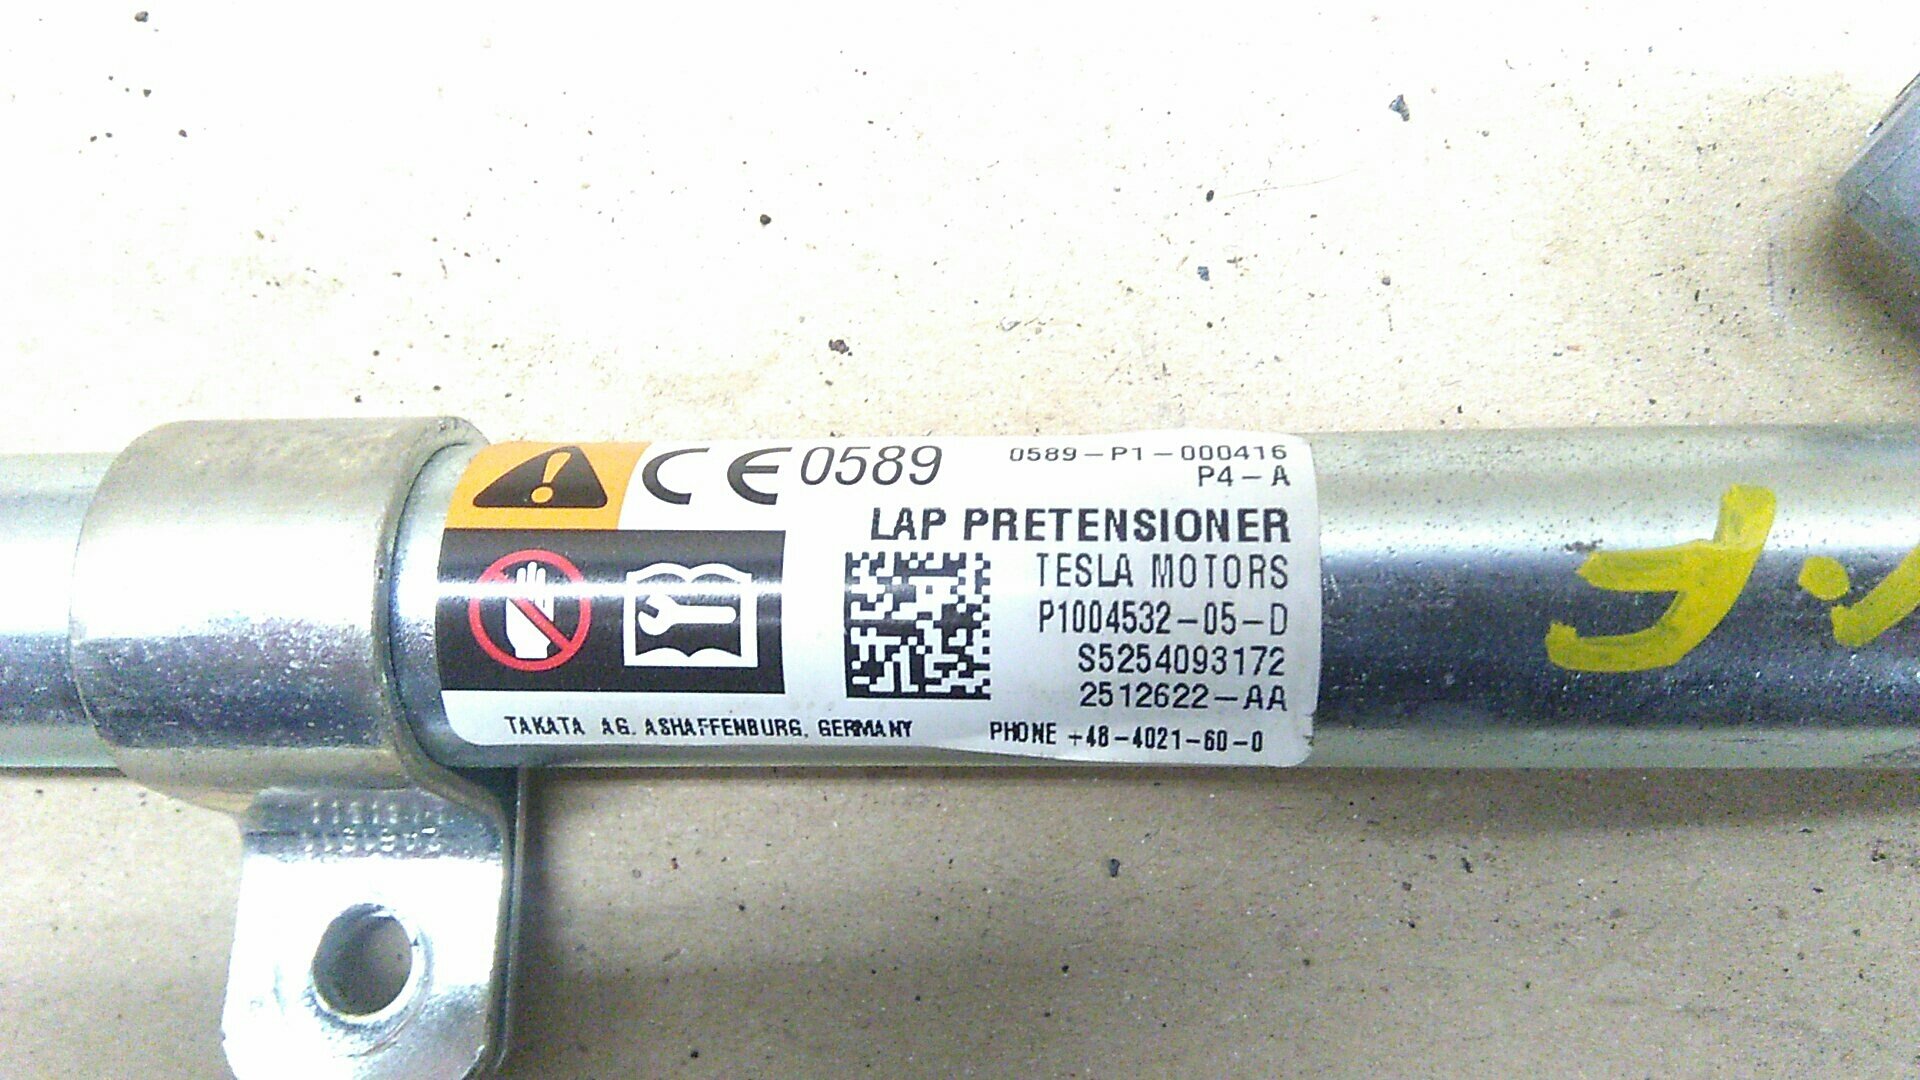 CE 0589
0589-P1-000416
P4-A
LAP PRETENSIONER
TESLA MOTORS
P1004532-05-D
S5254093172
2512622-AA
TAKATA AG, ASHAFFENBURG, GERMANY PHONE +48-4021-60-0